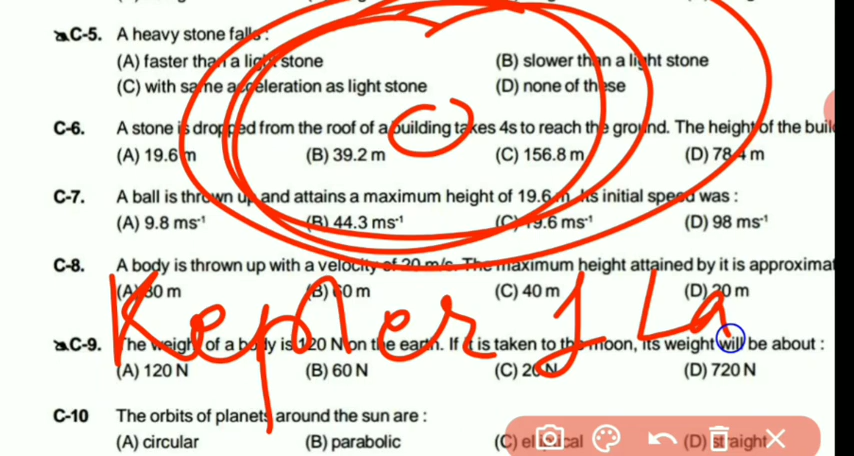 C-5. A heavy stone falls :
(A) faster than a light stone (B) slower than a light stone
(C) with same acceleration as light stone (D) none of these
C-6. A stone is dropped from the roof of a building takes 4s to reach the ground. The height of the
(A) 19.6 m (B) 39.2 m (C) 156.8 m (D) 78.4 m
C-7. A ball is thrown up and attains a maximum height of 19.6 m. Its initial speed was :
(A) 9.8 ms⁻¹ (B) 44.3 ms⁻¹ (C) 19.6 ms⁻¹ (D) 98 ms⁻¹
C-8. A body is thrown up with a velocity of 20 m/s. The maximum height attained by it is
(A) 80 m (B) 60 m (C) 40 m (D) 20 m
Kepler
C-9. The weight of a body is 120 N on the earth. If it is taken to the moon, its weight will be about :
(A) 120 N (B) 60 N (C) 20 N (D) 720 N
C-10 The orbits of planets around the sun are :
(A) circular (B) parabolic (C) elliptical (D) straight